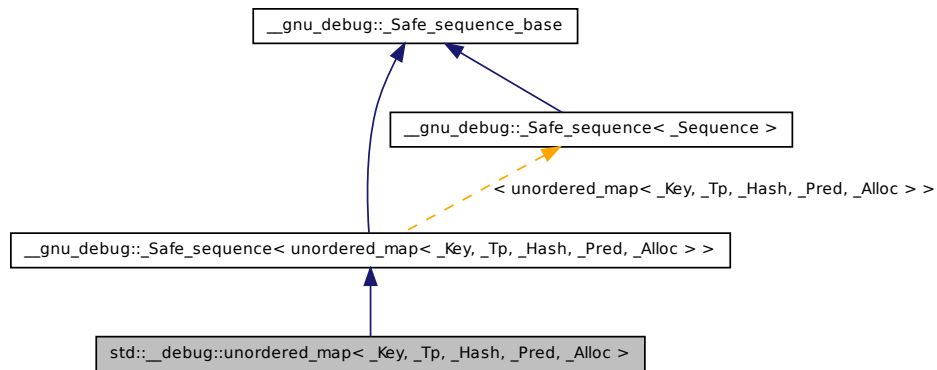 __gnu_debug::_Safe_sequence_base
__gnu_debug::_Safe_sequence< _Sequence >
< unordered_map< _Key, _Tp, _Hash, _Pred, _Alloc > >
__gnu_debug::_Safe_sequence< unordered_map< _Key, _Tp, _Hash, _Pred, _Alloc > >
std::__debug::unordered_map< _Key, _Tp, _Hash, _Pred, _Alloc >